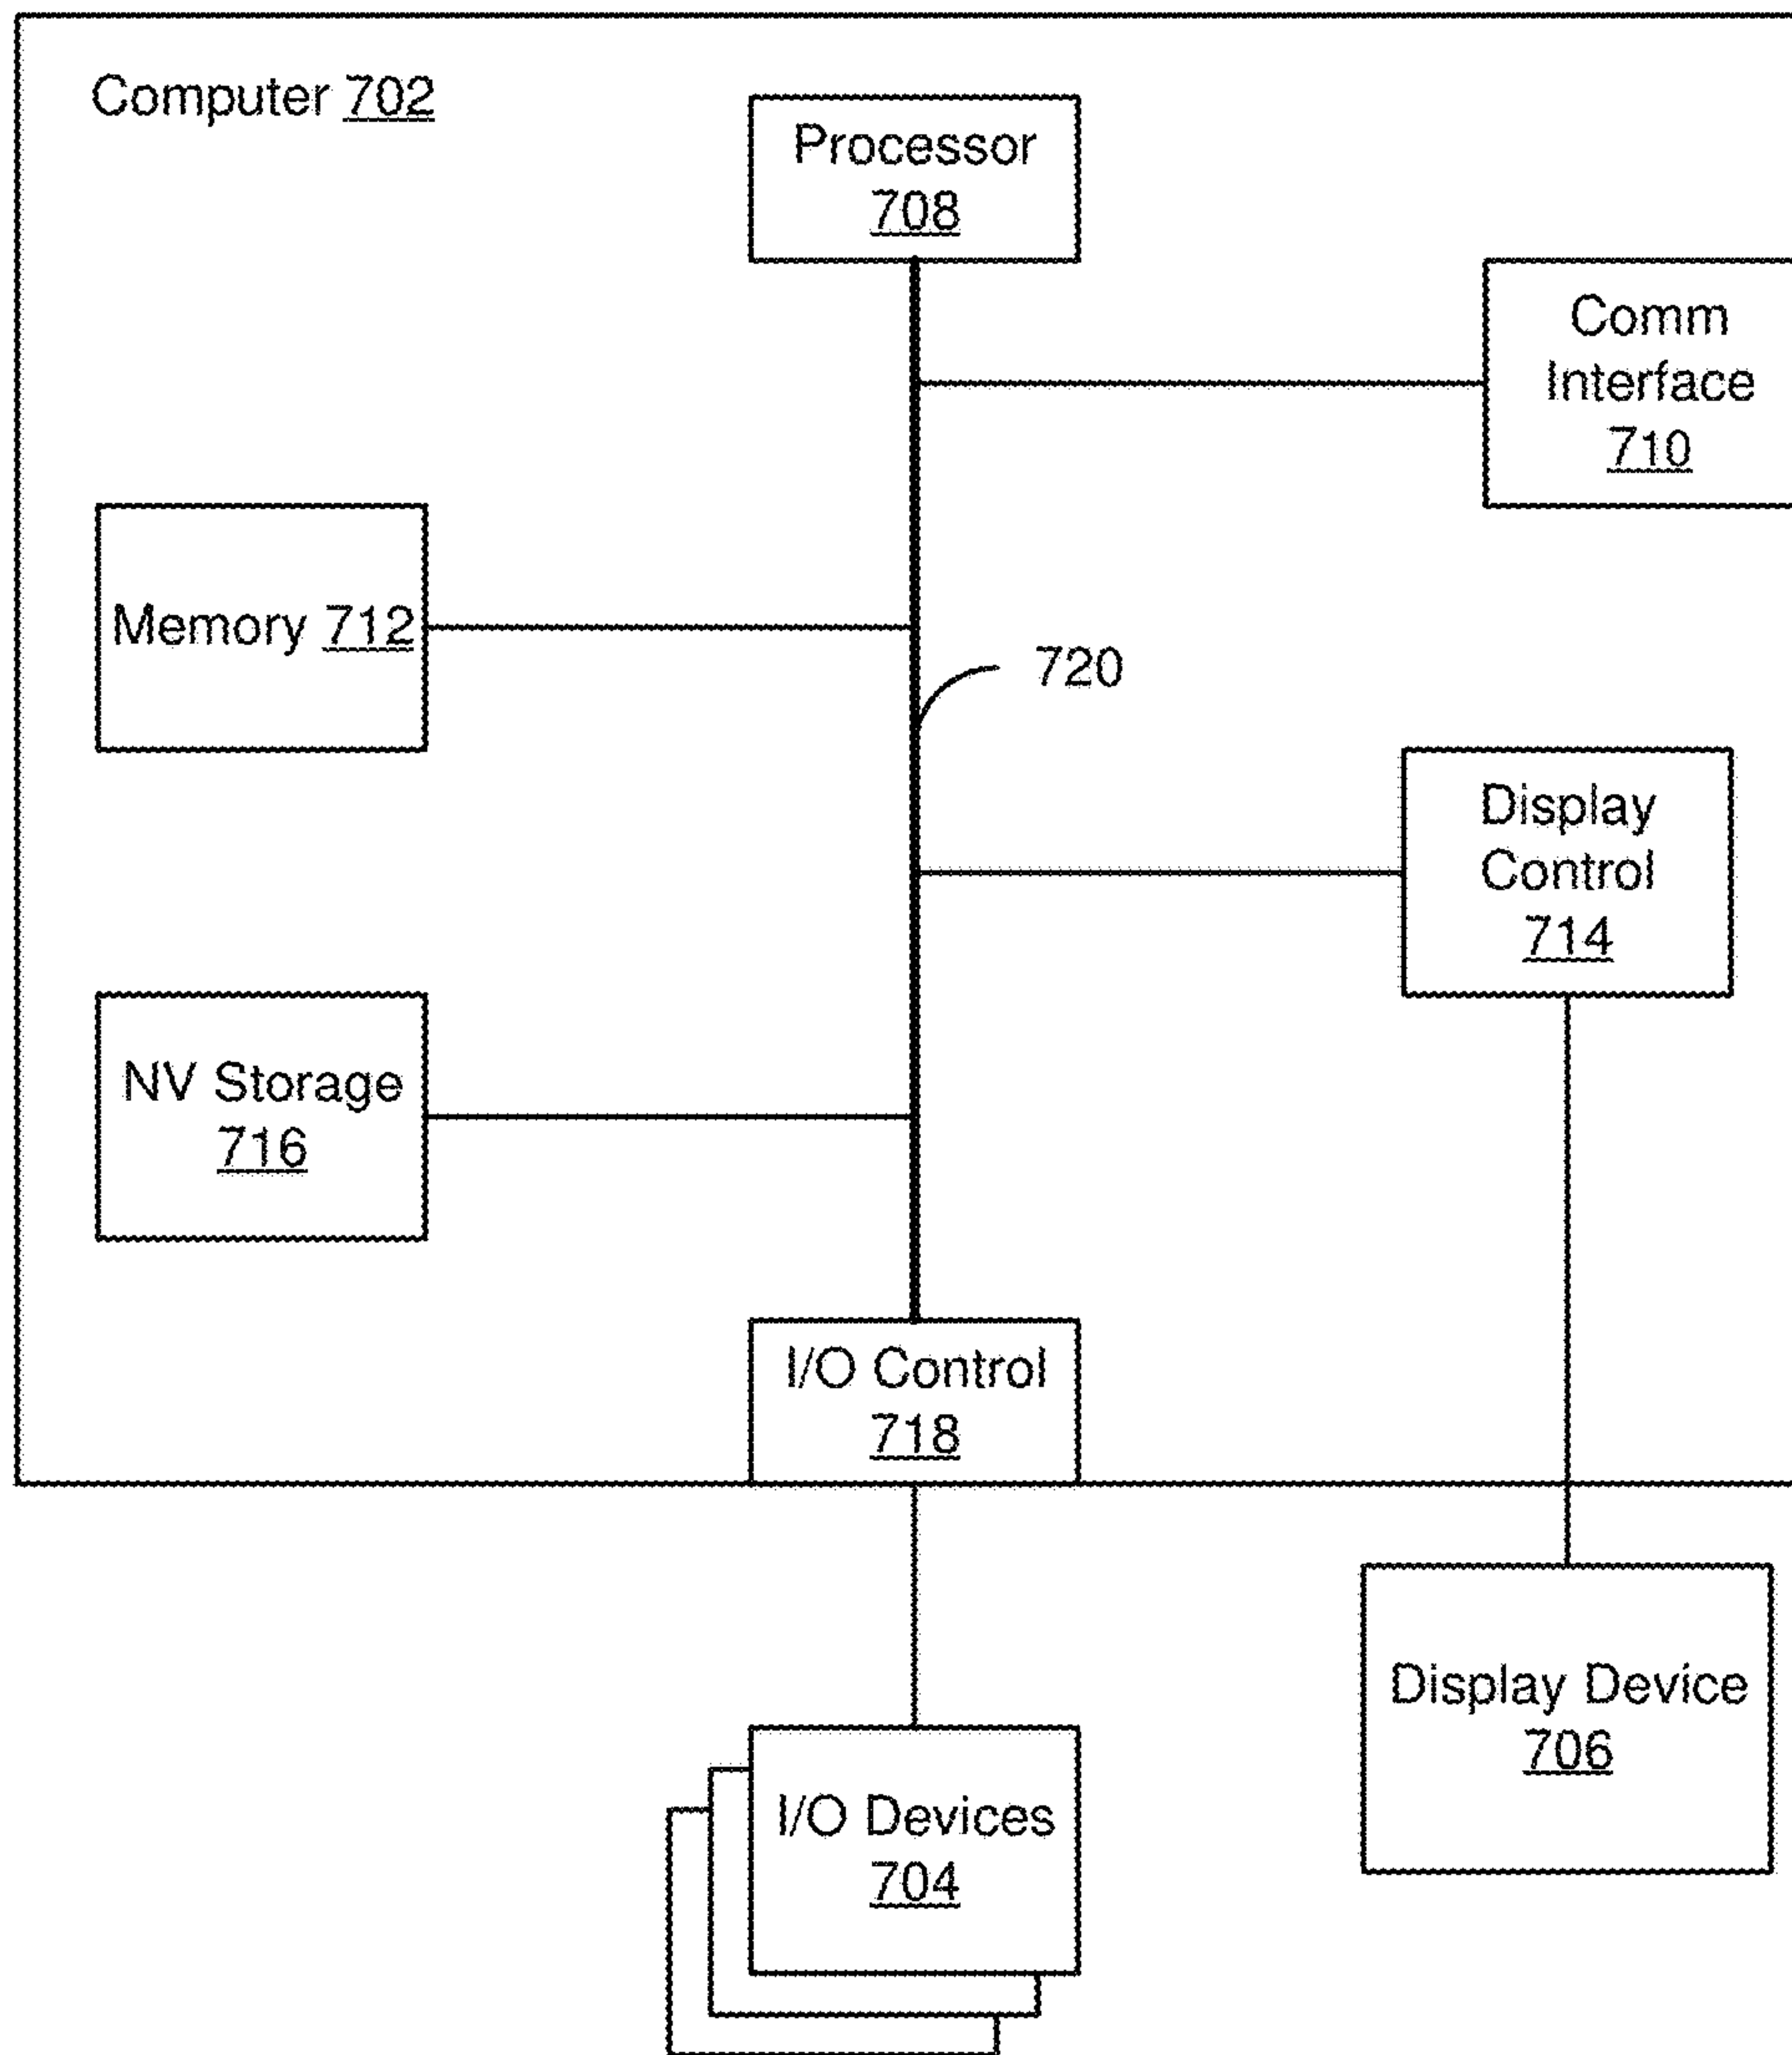 Computer 702
Processor
708
Comm
Interface
710
Memory 712
720
Display
Control
714
NV Storage
716
I/O Control
718
Display Device
706
I/O Devices
704